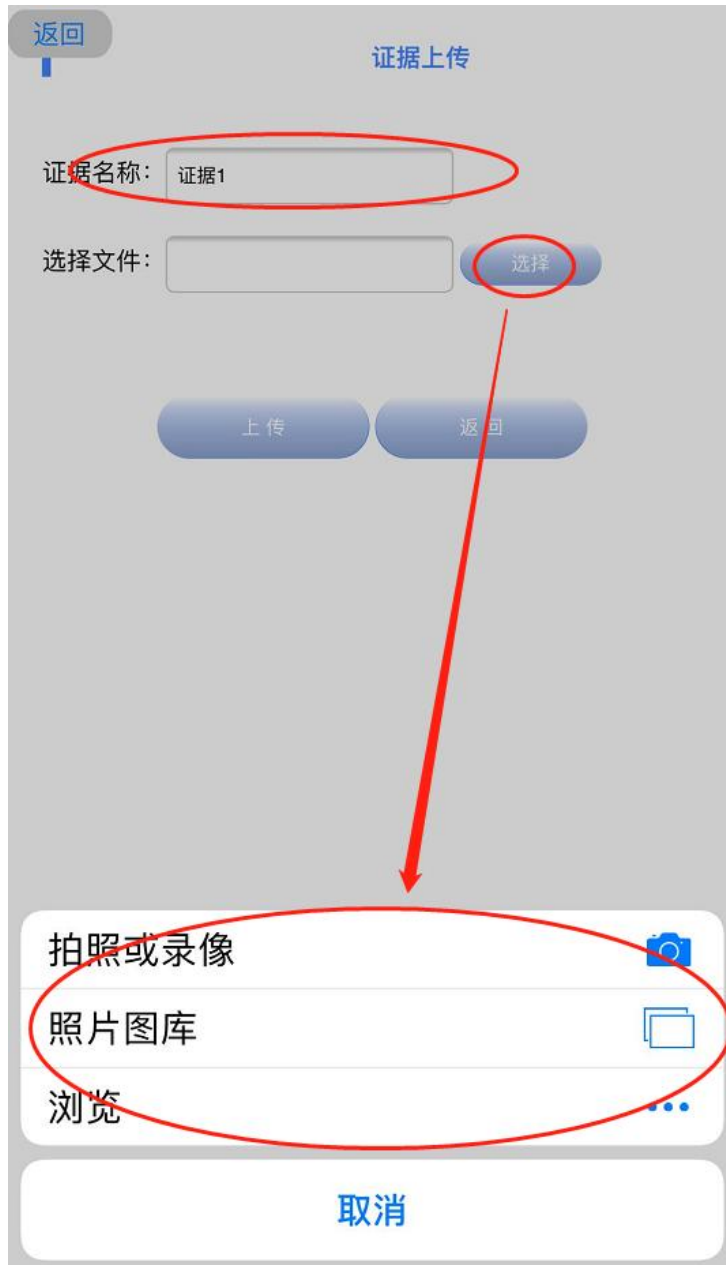 返回
证据上传
证据名称： 证据1
选择文件： 选择
上 传 返 回
拍照或录像
照片图库
浏览
取消